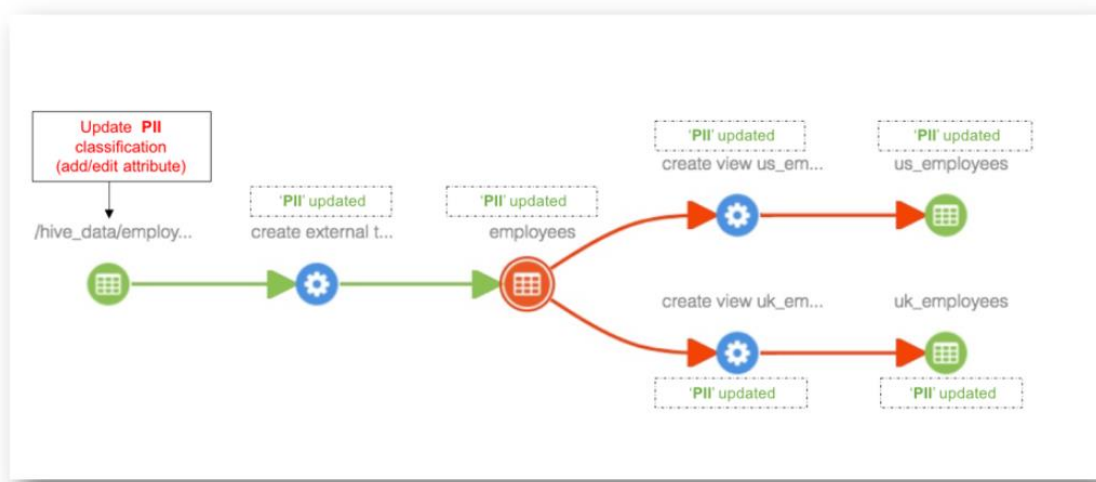 Update PII
classification
(add/edit attribute)
/hive_data/employ...
'PII' updated
create external t...
'PII' updated
employees
'PII' updated
create view us_em...
'PII' updated
us_employees
create view uk_em...
'PII' updated
uk_employees
'PII' updated